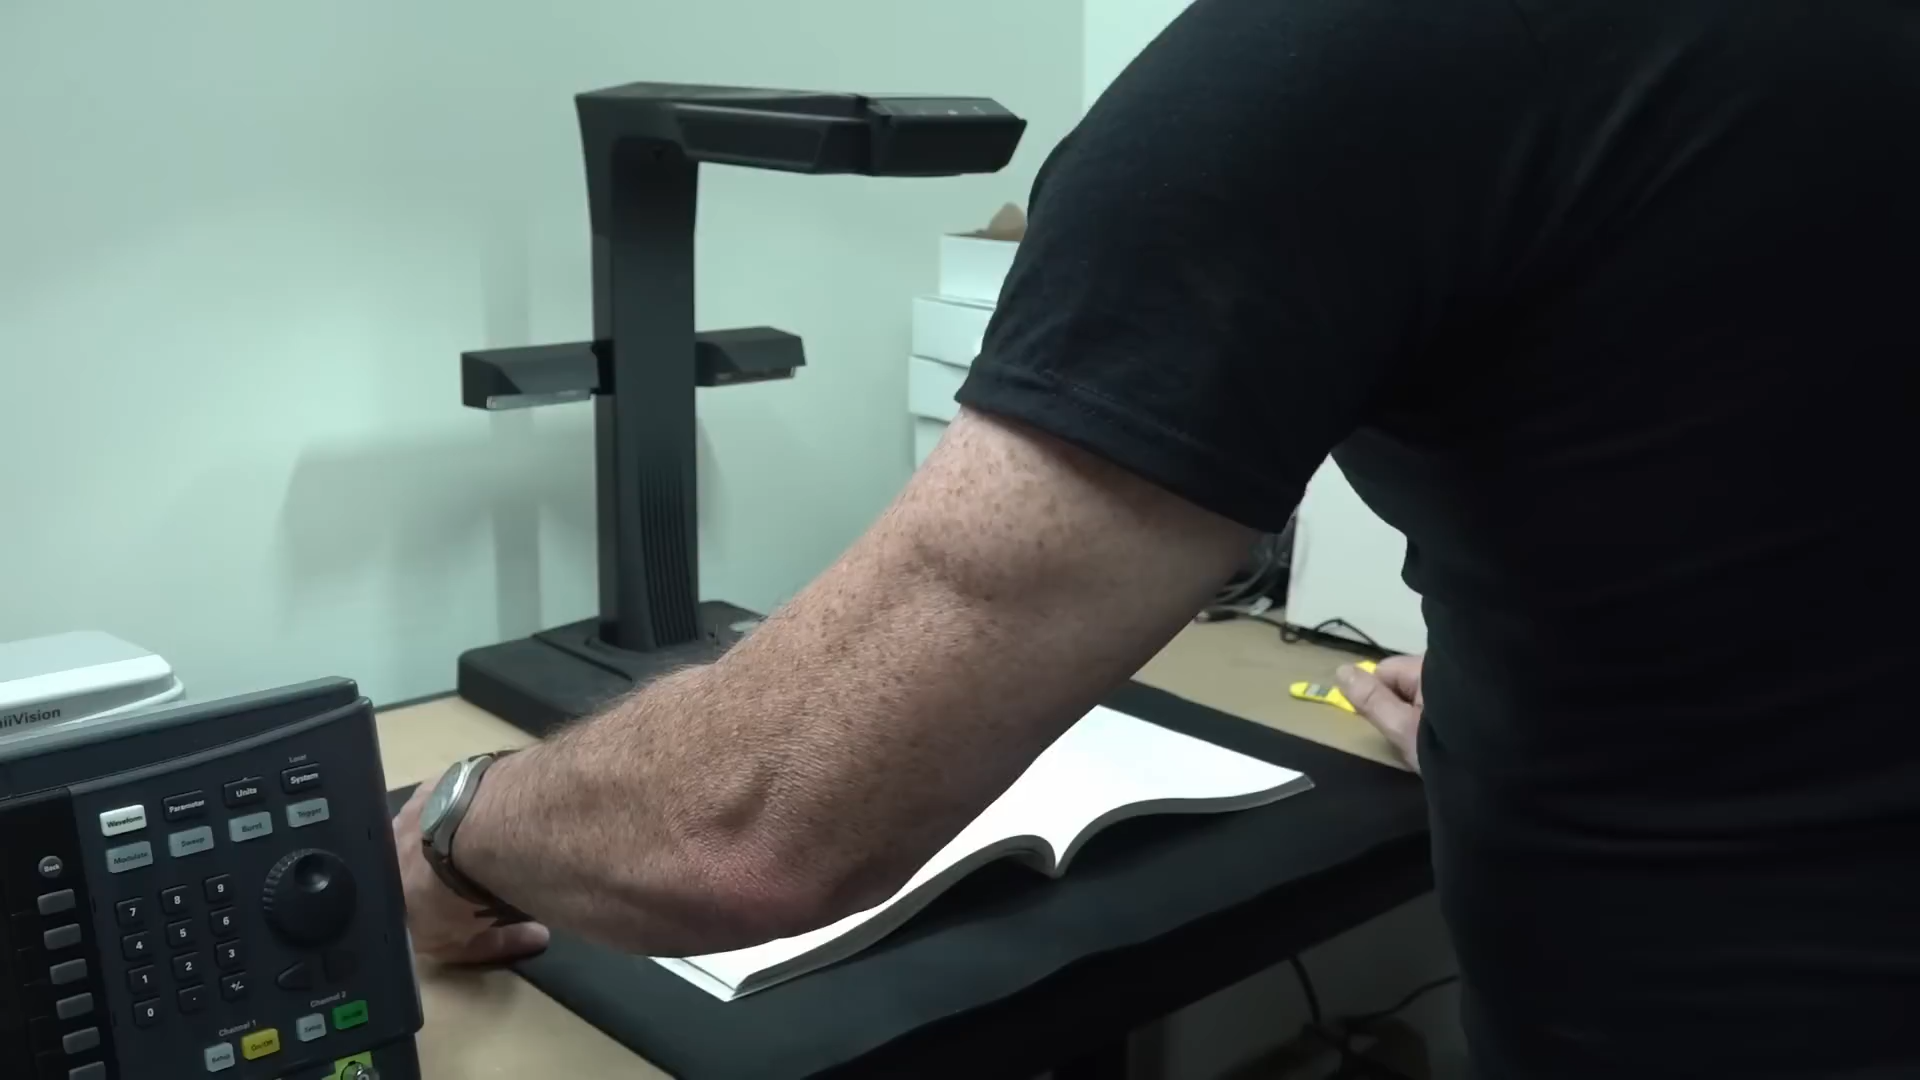 iiVision
Local
System
Units
Parameter
Waveform
Trigger
Burst
Sweep
Modulate
Back
7 8 9
4 5 6
1 2 3
0 . +/-
Channel 2
Setup On/Off
Channel 1
Setup On/Off